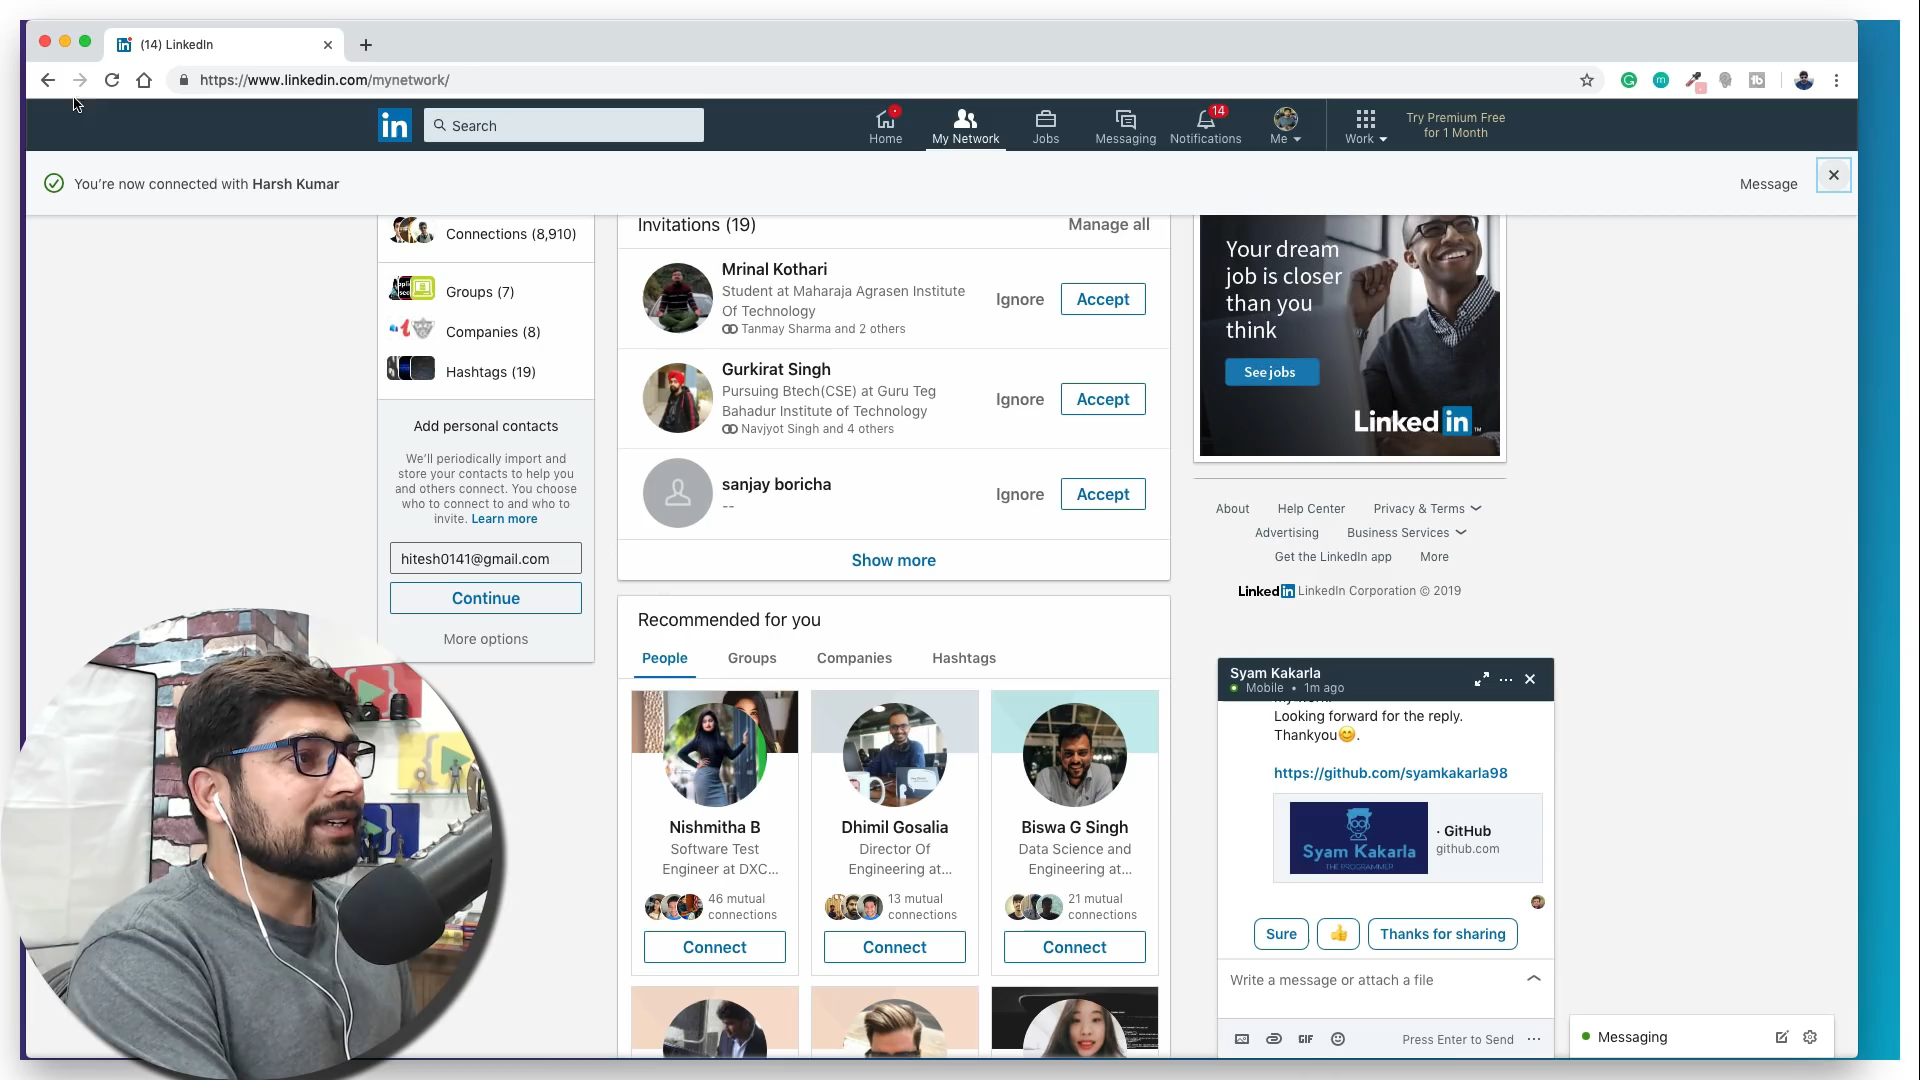 (14) LinkedIn
https://www.linkedin.com/mynetwork/
in
Search
Home
My Network
Jobs
Messaging
14
Notifications
Me
Work
Try Premium Free
for 1 Month
You're now connected with Harsh Kumar
Message
Connections (8,910)
Groups (7)
Companies (8)
Hashtags (19)
Add personal contacts
We'll periodically import and
store your contacts to help you
and others connect. You choose
who to connect to and who to
invite. Learn more
hitesh0141@gmail.com
Continue
More options
Invitations (19)
Manage all
Mrinal Kothari
Student at Maharaja Agrasen Institute
Of Technology
Tanmay Sharma and 2 others
Ignore
Accept
Gurkirat Singh
Pursuing Btech(CSE) at Guru Teg
Bahadur Institute of Technology
Navjyot Singh and 4 others
Ignore
Accept
sanjay boricha
--
Ignore
Accept
Show more
Recommended for you
People
Groups
Companies
Hashtags
Nishmitha B
Software Test
Engineer at DXC...
46 mutual
connections
Connect
Dhimil Gosalia
Director Of
Engineering at...
13 mutual
connections
Connect
Biswa G Singh
Data Science and
Engineering at...
21 mutual
connections
Connect
Your dream
job is closer
than you
think
See jobs
Linked in
About
Help Center
Privacy & Terms
Advertising
Business Services
Get the LinkedIn app
More
Linked in LinkedIn Corporation © 2019
Syam Kakarla
Mobile • 1m ago
Looking forward for the reply.
Thankyou😊.
https://github.com/syamkakarla98
Syam Kakarla
THE PROGRAMMER
· GitHub
github.com
Sure
👍
Thanks for sharing
Write a message or attach a file
GIF
Press Enter to Send
Messaging